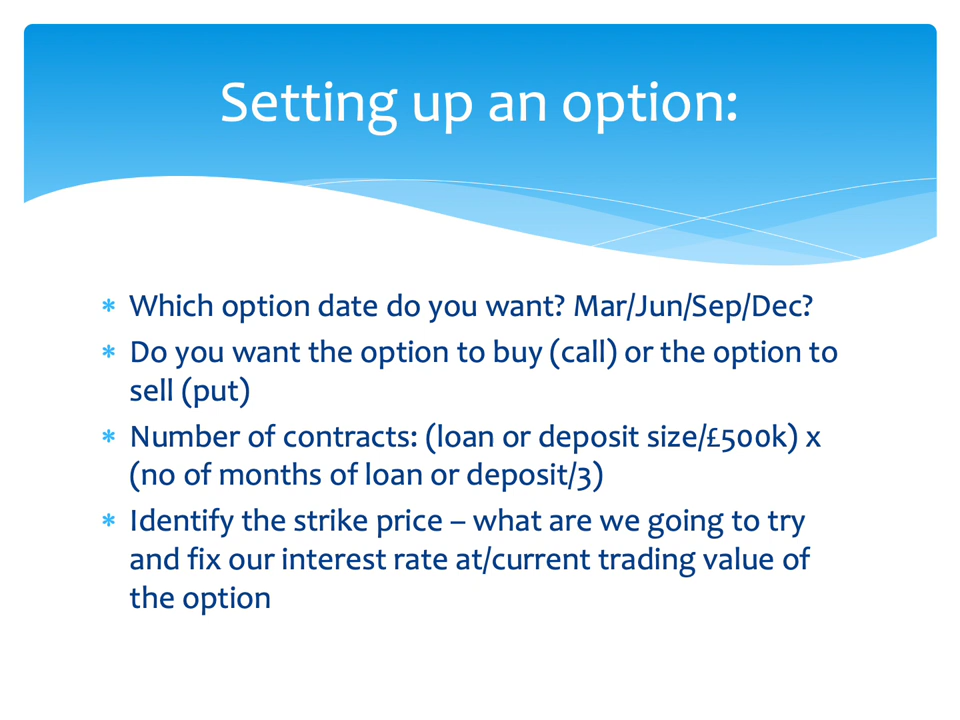 Setting up an option:
* Which option date do you want? Mar/Jun/Sep/Dec?
* Do you want the option to buy (call) or the option to
sell (put)
* Number of contracts: (loan or deposit size/£500k) x
(no of months of loan or deposit/3)
* Identify the strike price – what are we going to try
and fix our interest rate at/current trading value of
the option